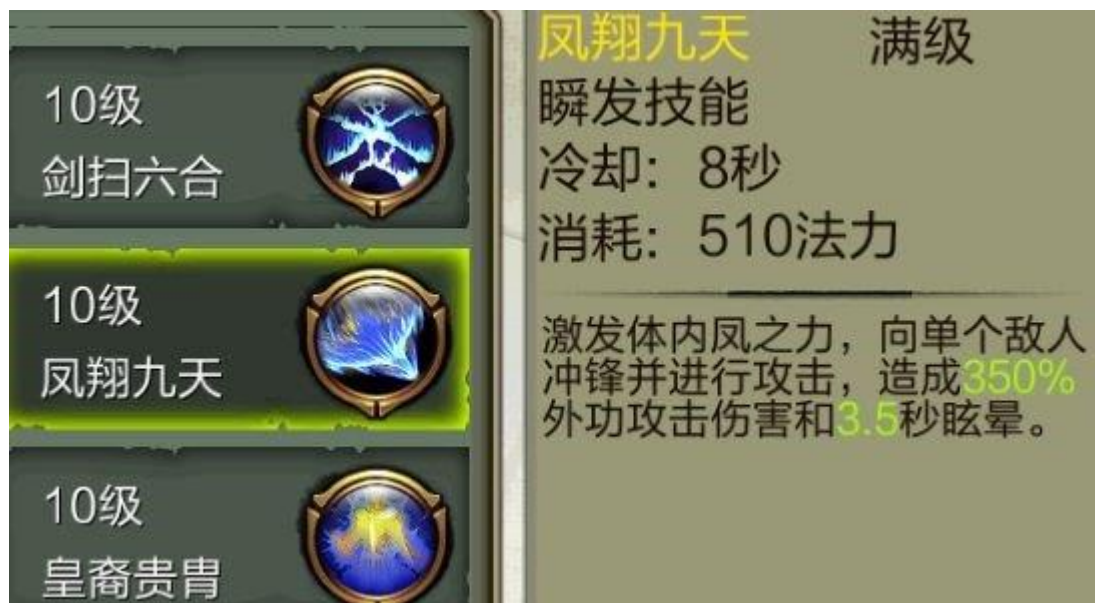 10级
剑扫六合
10级
凤翔九天
10级
皇裔贵胄
凤翔九天 满级
瞬发技能
冷却：8秒
消耗：510法力
激发体内凤之力，向单个敌人
冲锋并进行攻击，造成350%
外功攻击伤害和3.5秒眩晕。